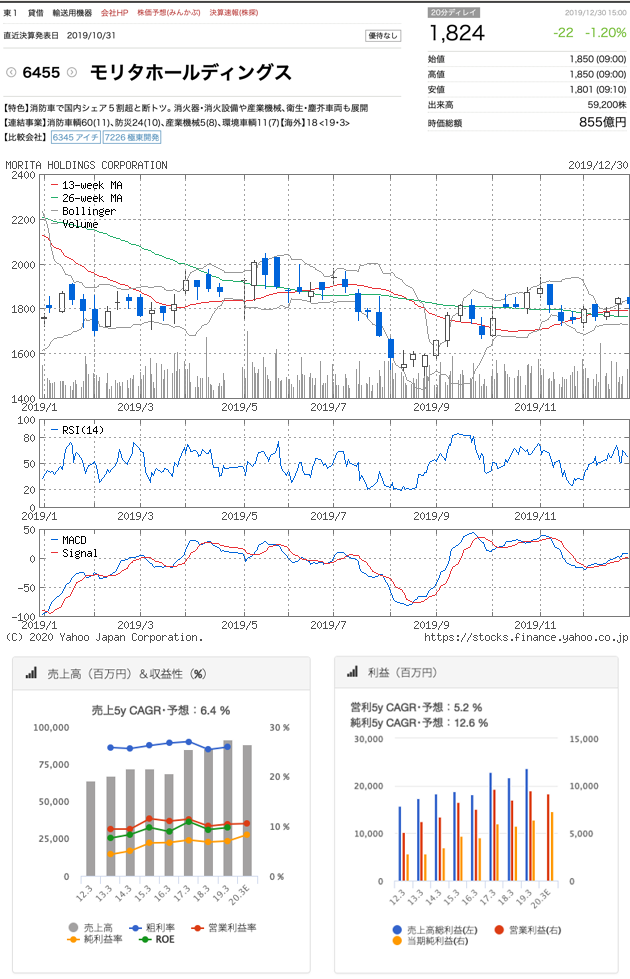 東１ 貸借 輸送用機器 会社HP 株価予想(みんかぶ) 決算速報(株探)
20分ディレイ 2019/12/30 15:00
直近決算発表日 2019/10/31 優待なし
1,824 -22 -1.20%
6455 モリタホールディングス
始値 1,850 (09:00)
高値 1,850 (09:00)
安値 1,801 (09:10)
出来高 59,200株
時価総額 855億円
【特色】消防車で国内シェア５割超と断トツ。消火器・消火設備や産業機械、衛生・塵芥車両も展開
【連結事業】消防車輌60(11)、防災24(10)、産業機械5(8)、環境車輌11(7)【海外】18 <19・3>
【比較会社】 6345 アイチ 7226 極東開発
MORITA HOLDINGS CORPORATION 2019/12/30
2400
13-week MA
26-week MA
Bollinger
Volume
2200
2000
1800
1600
1400
2019/1 2019/3 2019/5 2019/7 2019/9 2019/11
100
RSI(14)
80
50
20
0
2019/1 2019/3 2019/5 2019/7 2019/9 2019/11
50
MACD
Signal
0
-50
-100
2019/1 2019/3 2019/5 2019/7 2019/9 2019/11
(C) 2020 Yahoo Japan Corporation. https://stocks.finance.yahoo.co.jp
売上高（百万円）＆収益性（%）
売上5y CAGR・予想：6.4 %
100,000 30 %
75,000 20 %
50,000
25,000 10 %
0 0 %
12.3 13.3 14.3 15.3 16.3 17.3 18.3 19.3 20.3E
売上高 粗利率 営業利益率
純利益率 ROE
利益（百万円）
営利5y CAGR・予想：5.2 %
純利5y CAGR・予想：12.6 %
30,000 15,000
20,000 10,000
10,000 5,000
0 0
12.3 13.3 14.3 15.3 16.3 17.3 18.3 19.3 20.3E
売上高総利益(左) 営業利益(右)
当期純利益(右)